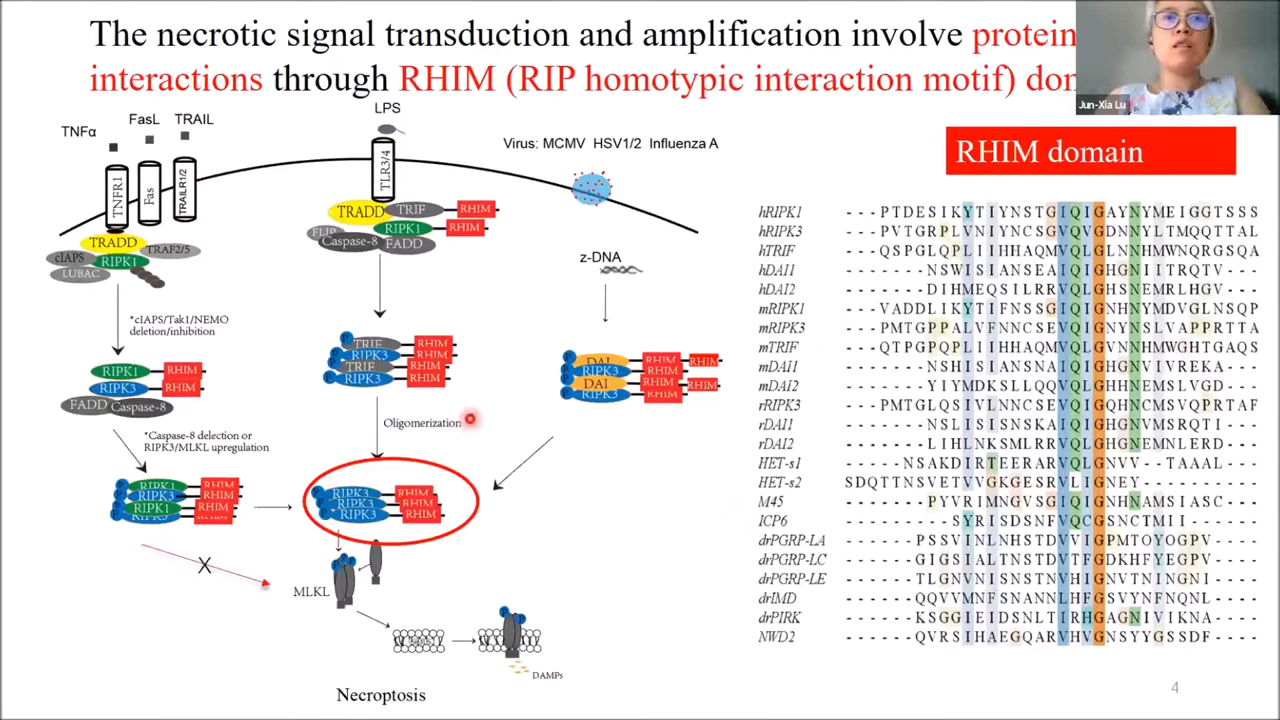 The necrotic signal transduction and amplification involve protein
interactions through RHIM (RIP homotypic interaction motif)
Jun-Xia Lu
TNFα
FasL
TRAIL
LPS
Virus: MCMV HSV1/2 Influenza A
RHIM domain
TNFR1
Fas
TRAILR1/2
TLR3/4
TRADD
TRIF
RHIM
RIPK1
RHIM
FLIP
Caspase-8
FADD
TRADD
TRAF2/5
cIAPS
RIPK1
LUBAC
z-DNA
*cIAPS/Tak1/NEMO
deletion/inhibition
TRIF
RHIM
RIPK3
RHIM
TRIF
RHIM
RIPK3
RHIM
DAI
RHIM
RHIM
RIPK3
RHIM
DAI
RHIM
RHIM
RIPK3
RHIM
RIPK1
RHIM
RIPK3
RHIM
FADD
Caspase-8
Oligomerization
*Caspase-8 delection or
RIPK3/MLKL upregulation
RIPK1
RHIM
RIPK3
RHIM
RIPK1
RHIM
RIPK3
RHIM
RIPK3
RHIM
RIPK3
RHIM
RIPK3
RHIM
X
MLKL
DAMPs
Necroptosis
hRIPK1 - - - P T D E S I K Y T I Y N S T G I Q I G A Y N Y M E I G G T S S S
hRIPK3 - - - P V T G R P L V N I Y N C S G V Q V G D N N Y L T M Q Q T T A L
hTRIF - - - Q S P G L Q P L I I H H A Q M V Q L G L N N H M W N Q R G S Q A
hDAI1 - - - - - - - N S W I S I A N S E A I Q I G H G N I I T R Q T V - - - -
hDAI2 - - - - - - D I H M E Q S I L R R V Q L G H S N E M R L H G V - - - -
mRIPK1 - - - V A D D L I K Y T I F N S S G I Q I G N H N Y M D V G L N S Q P
mRIPK3 - - - P M T G P P A L V F N N C S E V Q I G N Y N S L V A P P R T T A
mTRIF - - - Q T P G P Q P L I I H H A Q M V Q L G V N N H M W G H T G A Q S
mDAI1 - - - - - - - N S H I S I A N S Q A I Q I G H G N V I V R E K A - - - -
mDAI2 - - - - - - - Y I Y M D K S L L Q Q V Q L G H H N E M S L V G D - - - -
rRIPK3 - - - P M T G L Q S I V L N N C S E V Q I G Q H N C M S V Q P R T A F
rDAI1 - - - - - - - N S L I S I S N S K A I Q I G H G N V M S R Q T I - - - -
rDAI2 - - - - - - - L I H L N K S M L R R V Q L G H G N E M N L E R D - - - -
HET-s1 - - - - - N S A K D I R T E E R A R V Q L G N V V - - T A A A L - - - -
HET-s2 S D Q T T N S V E T V V G K G E S R V L I G N E Y - - - - - - - - - -
M45 - - - - - - - P Y V R I M N G V S G I Q I G N H N A M S I A S C - - - -
ICP6 - - - - - - - - - S Y R I S D S N F V Q C G S N C T M I I - - - - - -
drPGRP-LA - - - - - - P S S V I N L N H S T D V V I G P M T O Y O G P V - - - -
drPGRP-LC - - - - - - G I G S I A L T N S T D V T F G D K H F Y E G P V - - - -
drPGRP-LE - - - - - - T L G N V N I S N S T N V H I G N V T N I N G N I - - - -
drIMD - - - - - - Q Q V V M N F S N A N N L H F G S V Y N F N Q N L - - - -
drPIRK - - - - - - K S G G I E I D S N L T I R H G A G N I V I K N A - - - -
NWD2 - - - - - - Q V R S I H A E G Q A R V H V G N S Y Y G S S D F - - - -
4